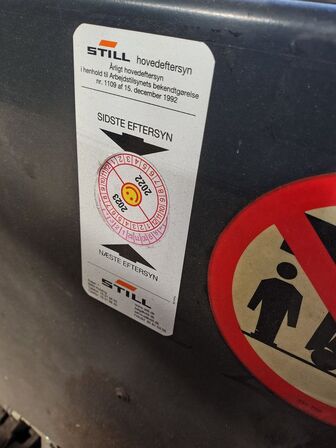 STILL hovedeftersyn
Årligt hovedeftersyn
i henhold til Arbejdstilsynets bekendtgørelse
nr. 1109 af 15. december 1992
SIDSTE EFTERSYN
2022
2023
NÆSTE EFTERSYN
STILL